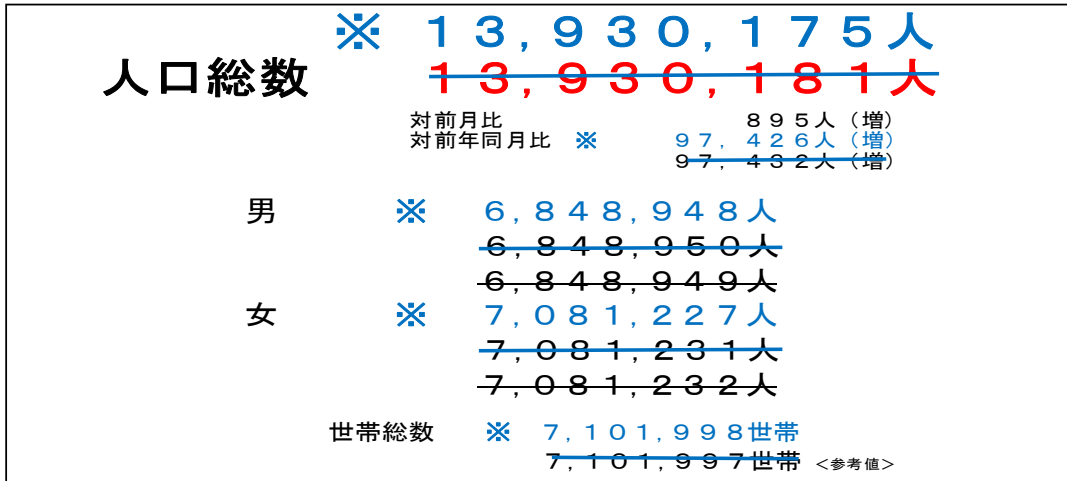 ※ 13,930,175人
人口総数 13,930,181人
対前月比 895人（増）
対前年同月比 ※ 97,426人（増）
97,432人（増）
男 ※ 6,848,948人
6,848,950人
6,848,949人
女 ※ 7,081,227人
7,081,231人
7,081,232人
世帯総数 ※ 7,101,998世帯
7,101,997世帯 <参考値>